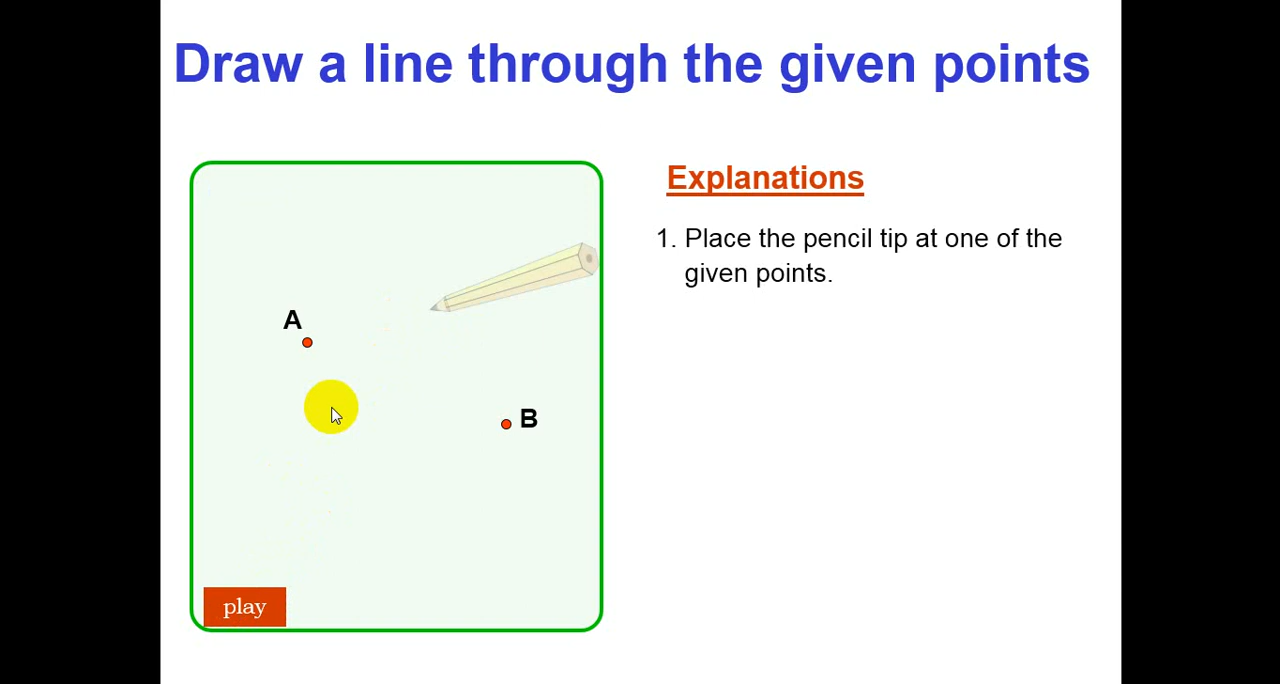 Draw a line through the given points
Explanations
1. Place the pencil tip at one of the
given points.
A
B
play